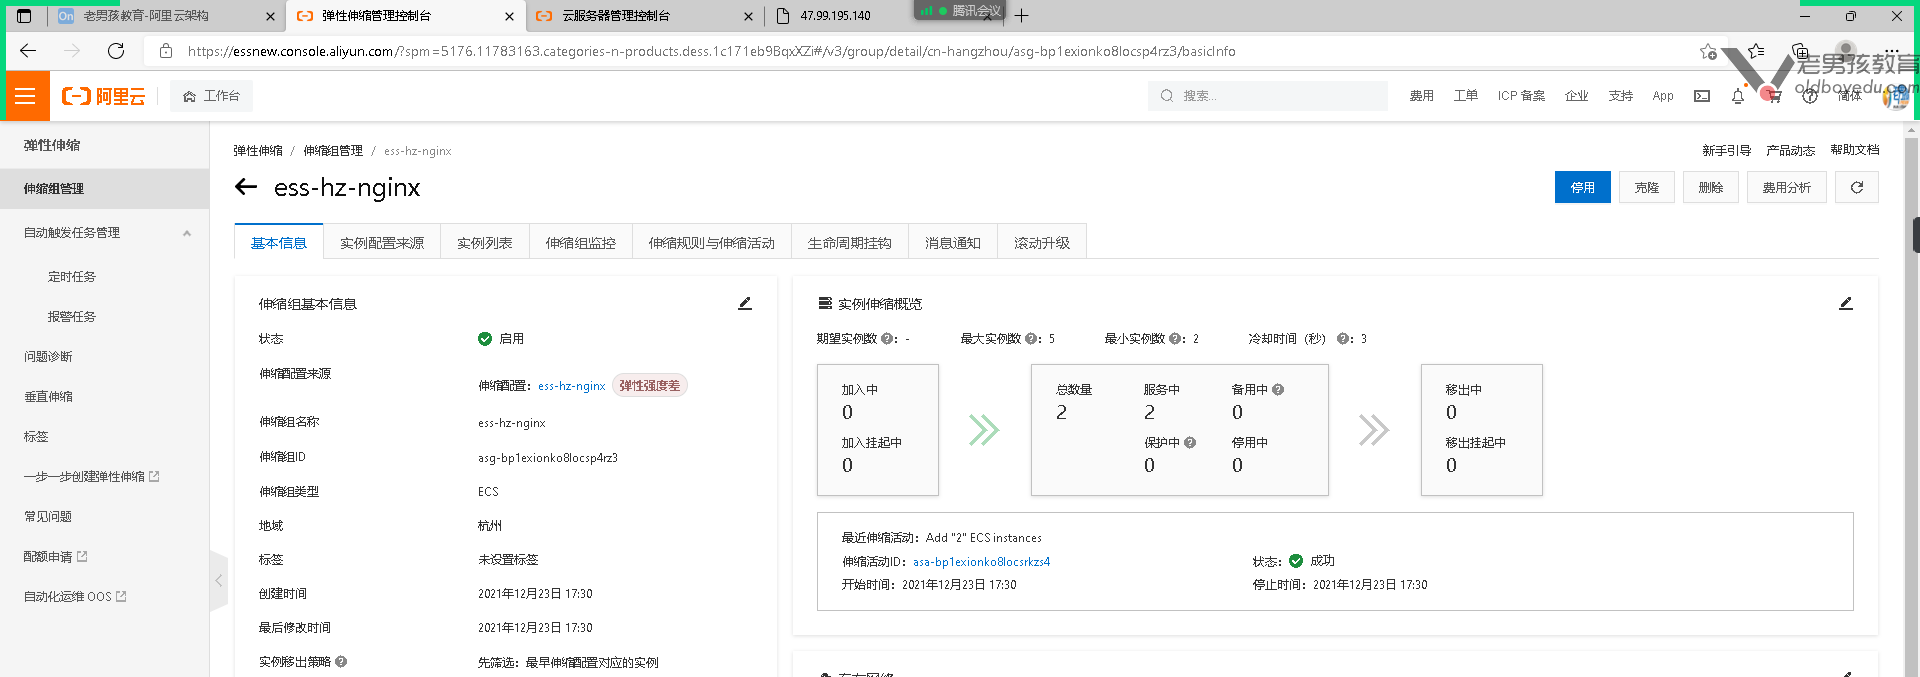 On 老男孩教育-阿里云架构
弹性伸缩管理控制台
云服务器管理控制台
47.99.195.140
腾讯会议
https://essnew.console.aliyun.com/?spm=5176.11783163.categories-n-products.dess.1c171eb9BqxXZi#/v3/group/detail/cn-hangzhou/asg-bp1exionko8locsp4rz3/basicInfo
老男孩教育
oldboyedu.com
阿里云
工作台
搜索...
费用
工单
ICP 备案
企业
支持
App
简体
弹性伸缩
伸缩组管理
自动触发任务管理
定时任务
报警任务
问题诊断
垂直伸缩
标签
一步一步创建弹性伸缩
常见问题
配额申请
自动化运维 OOS
弹性伸缩 / 伸缩组管理 / ess-hz-nginx
新手引导 产品动态 帮助文档
ess-hz-nginx
停用 克隆 删除 费用分析
基本信息 实例配置来源 实例列表 伸缩组监控 伸缩规则与伸缩活动 生命周期挂钩 消息通知 滚动升级
伸缩组基本信息
状态 启用
伸缩配置来源 伸缩配置: ess-hz-nginx 弹性强度差
伸缩组名称 ess-hz-nginx
伸缩组ID asg-bp1exionko8locsp4rz3
伸缩组类型 ECS
地域 杭州
标签 未设置标签
创建时间 2021年12月23日 17:30
最后修改时间 2021年12月23日 17:30
实例移出策略 先筛选: 最早伸缩配置对应的实例
实例伸缩概览
期望实例数 : - 最大实例数 : 5 最小实例数 : 2 冷却时间（秒） : 3
加入中
0
加入挂起中
0
总数量 服务中 备用中
2 2 0
保护中 停用中
0 0
移出中
0
移出挂起中
0
最近伸缩活动: Add "2" ECS instances
伸缩活动ID: asa-bp1exionko8locsrkzs4 状态: 成功
开始时间: 2021年12月23日 17:30 停止时间: 2021年12月23日 17:30